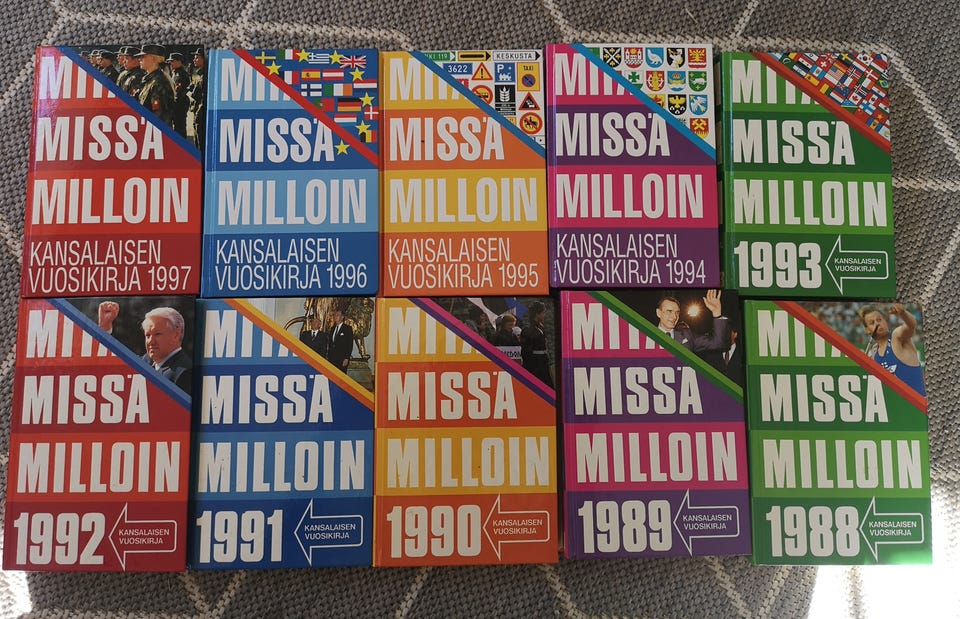 MITÄ
MISSÄ
MILLOIN
KANSALAISEN
VUOSIKIRJA 1997
MITÄ
MISSÄ
MILLOIN
KANSALAISEN
VUOSIKIRJA 1996
119
KESKUSTA
3622
P
TAXI
MITÄ
MISSÄ
MILLOIN
KANSALAISEN
VUOSIKIRJA 1995
MITÄ
MISSÄ
MILLOIN
KANSALAISEN
VUOSIKIRJA 1994
MITÄ
MISSÄ
MILLOIN
1993
KANSALAISEN
VUOSIKIRJA
MITÄ
MISSÄ
MILLOIN
1992
KANSALAISEN
VUOSIKIRJA
MITÄ
MISSÄ
MILLOIN
1991
KANSALAISEN
VUOSIKIRJA
MITÄ
MISSÄ
MILLOIN
1990
KANSALAISEN
VUOSIKIRJA
MITÄ
MISSÄ
MILLOIN
1989
KANSALAISEN
VUOSIKIRJA
MITÄ
MISSÄ
MILLOIN
1988
KANSALAISEN
VUOSIKIRJA